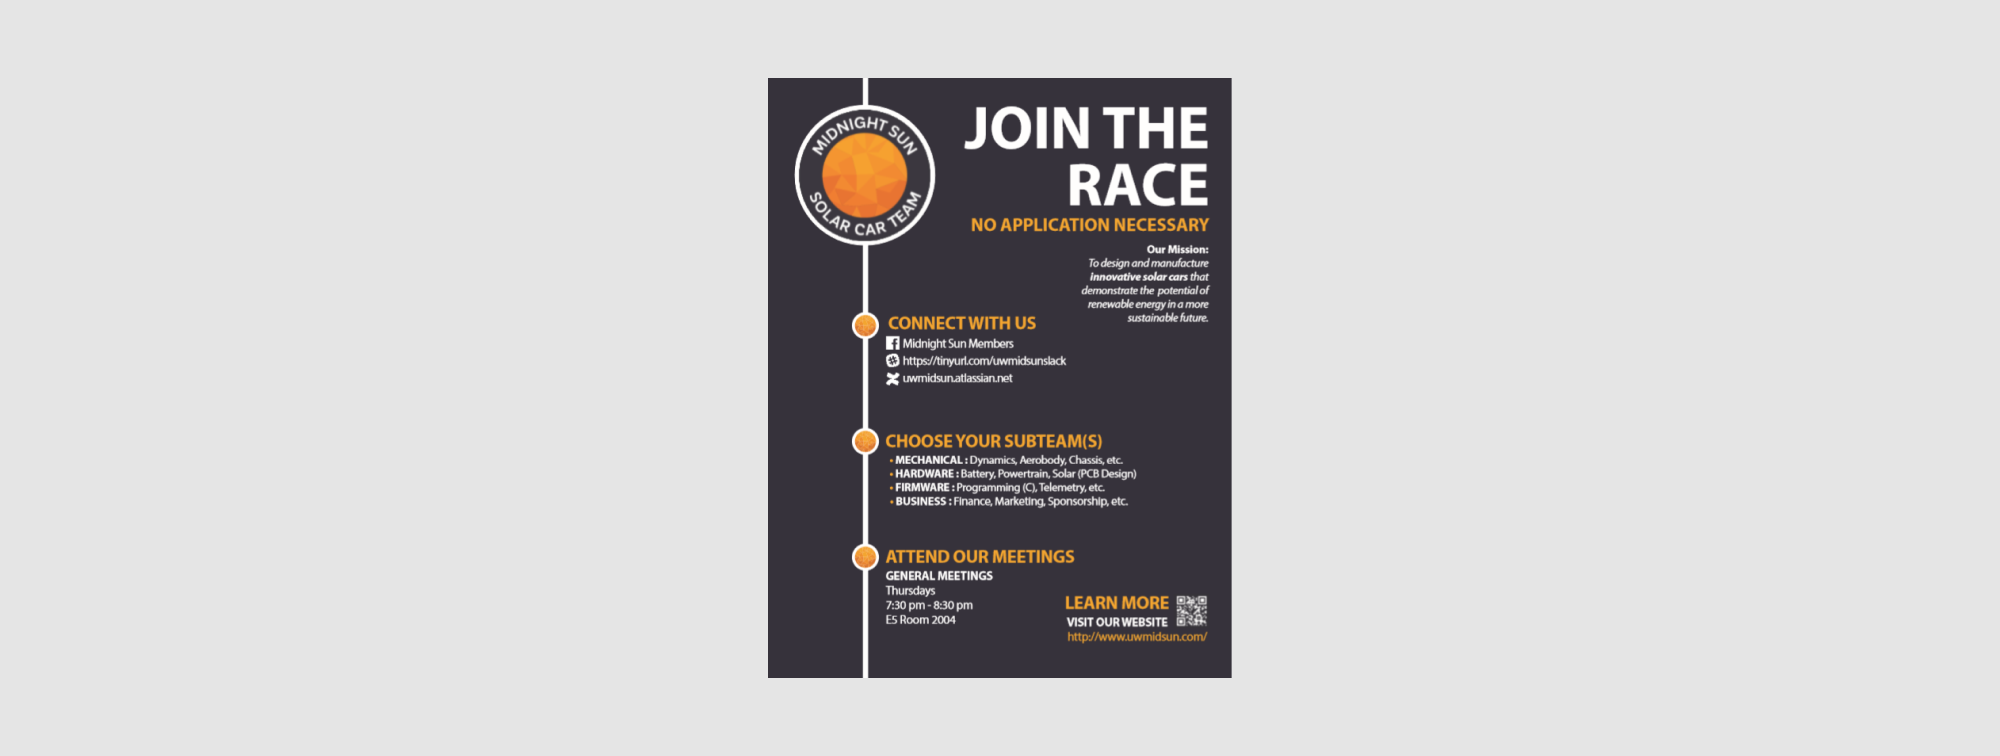 MIDNIGHT SUN
SOLAR CAR TEAM
JOIN THE
RACE
NO APPLICATION NECESSARY
Our Mission:
To design and manufacture
innovative solar cars that
demonstrate the potential of
renewable energy in a more
sustainable future.
CONNECT WITH US
Midnight Sun Members
https://tinyurl.com/uwmidsunslack
uwmidsun.atlassian.net
CHOOSE YOUR SUBTEAM(S)
• MECHANICAL : Dynamics, Aerobody, Chassis, etc.
• HARDWARE : Battery, Powertrain, Solar (PCB Design)
• FIRMWARE : Programming (C), Telemetry, etc.
• BUSINESS : Finance, Marketing, Sponsorship, etc.
ATTEND OUR MEETINGS
GENERAL MEETINGS
Thursdays
7:30 pm - 8:30 pm
E5 Room 2004
LEARN MORE
VISIT OUR WEBSITE
http://www.uwmidsun.com/